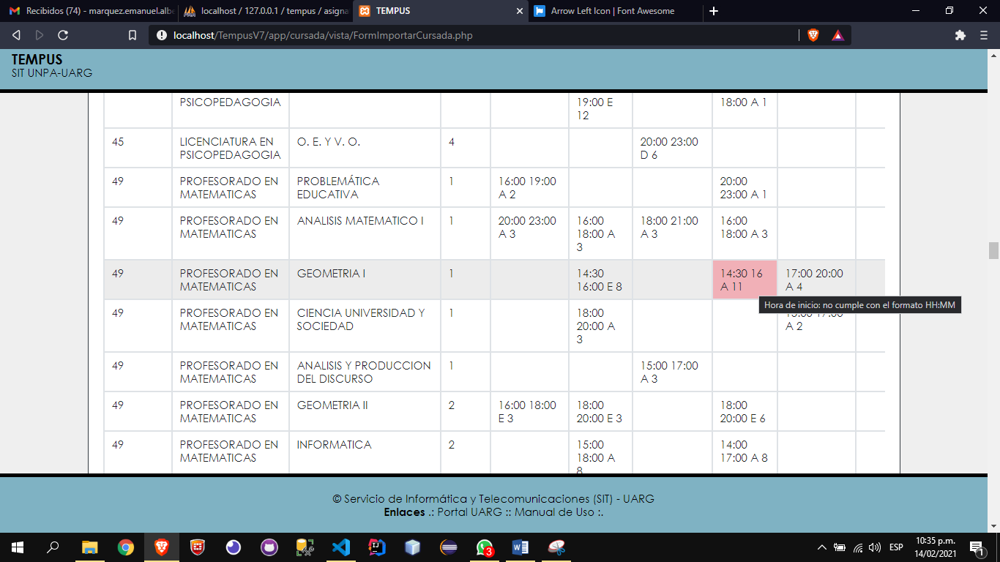 Recibidos (74) - marquez.emanuel.albe
localhost / 127.0.0.1 / tempus / asigna
TEMPUS
Arrow Left Icon | Font Awesome
localhost/TempusV7/app/cursada/vista/FormImportarCursada.php
TEMPUS
SIT UNPA-UARG
PSICOPEDAGOGIA
19:00 E
12
18:00 A 1
45
LICENCIATURA EN
PSICOPEDAGOGIA
O. E. Y V. O.
4
20:00 23:00
D 6
49
PROFESORADO EN
MATEMATICAS
PROBLEMÁTICA
EDUCATIVA
1
16:00 19:00
A 2
20:00
23:00 A 1
49
PROFESORADO EN
MATEMATICAS
ANALISIS MATEMATICO I
1
20:00 23:00
A 3
16:00
18:00 A
3
18:00 21:00
A 3
16:00
18:00 A 3
49
PROFESORADO EN
MATEMATICAS
GEOMETRIA I
1
14:30
16:00 E 8
14:30 16
A 11
17:00 20:00
A 4
Hora de inicio: no cumple con el formato HH:MM
49
PROFESORADO EN
MATEMATICAS
CIENCIA UNIVERSIDAD Y
SOCIEDAD
1
18:00
20:00 A
3
A 2
49
PROFESORADO EN
MATEMATICAS
ANALISIS Y PRODUCCION
DEL DISCURSO
1
15:00 17:00
A 3
49
PROFESORADO EN
MATEMATICAS
GEOMETRIA II
2
16:00 18:00
E 3
18:00
20:00 E 3
18:00
20:00 E 6
49
PROFESORADO EN
MATEMATICAS
INFORMATICA
2
15:00
18:00 A
8
14:00
17:00 A 8
© Servicio de Informática y Telecomunicaciones (SIT) - UARG
Enlaces .: Portal UARG :: Manual de Uso :.
3
ESP
10:35 p.m.
14/02/2021
1